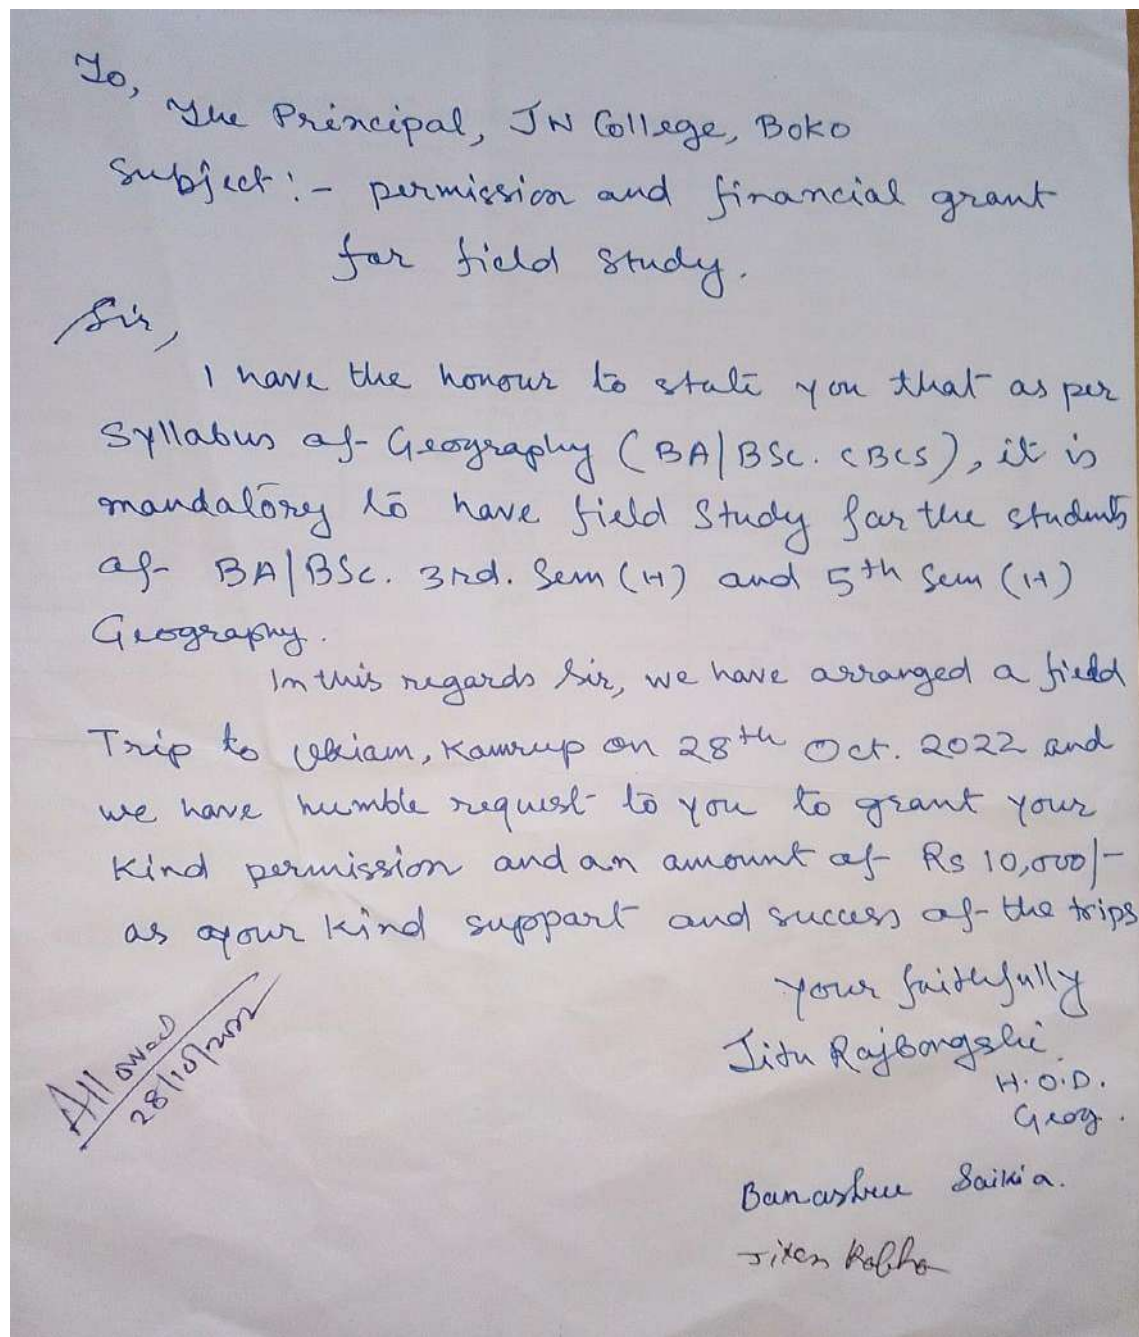 To,
The Principal, JN College, Boko
Subject:- permission and financial grant
for field study.
Sir,
I have the honour to state you that as per
Syllabus of Geography (BA/BSc. CBCS), it is
mandatory to have field study for the students
of BA/BSc. 3rd. Sem (H) and 5th Sem (H)
Geography.
In this regards Sir, we have arranged a field
Trip to Ukiam, Kamrup on 28th Oct. 2022 and
we have humble request to you to grant your
kind permission and an amount of Rs 10,000/-
as your kind support and success of the trips
Your faithfully
Jitu Rajbongshi
H.O.D.
Geog.
Allowed
28/10/2022
Banashree Saikia.
Jiten Rabha